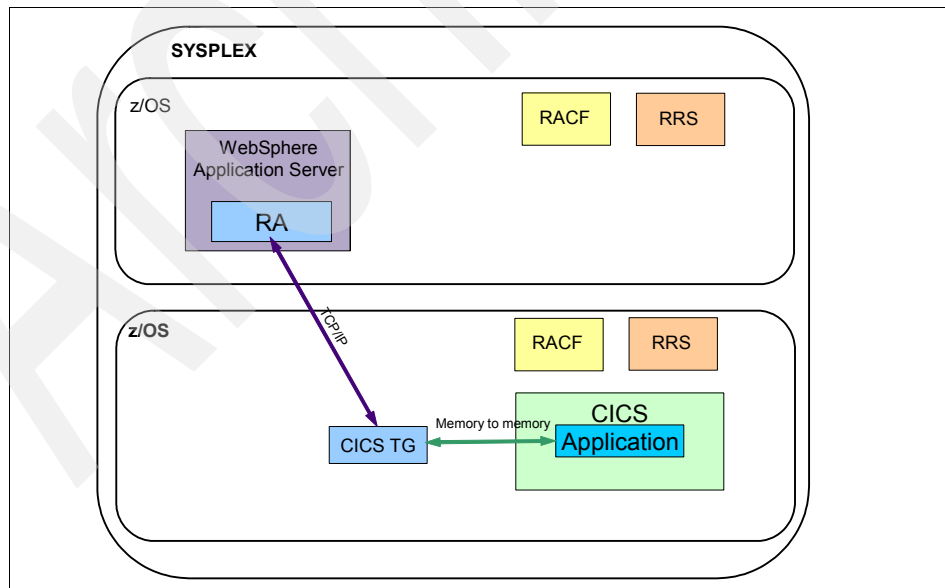 SYSPLEX
z/OS
RACF
RRS
WebSphere
Application Server
RA
TCP/IP
z/OS
RACF
RRS
CICS
Application
Memory to memory
CICS TG